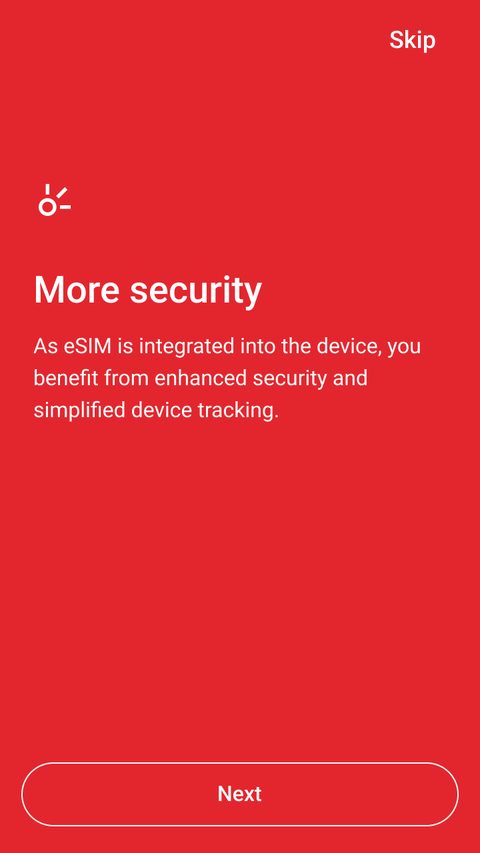 Skip
More security
As eSIM is integrated into the device, you
benefit from enhanced security and
simplified device tracking.
Next